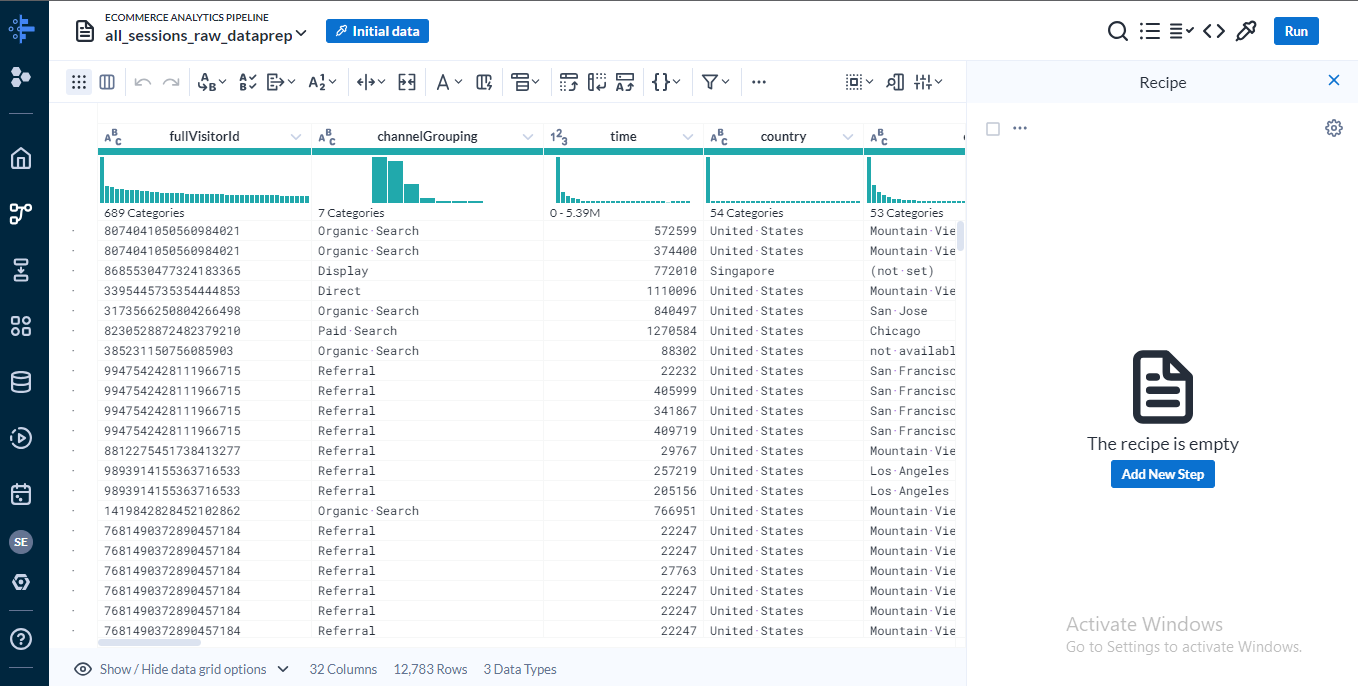 ECOMMERCE ANALYTICS PIPELINE
all_sessions_raw_dataprep
Initial data
Run
Recipe
fullVisitorId channelGrouping time country
689 Categories 7 Categories 0 - 5.39M 54 Categories 53 Categories
8074041050560984021 Organic·Search 572599 United·States Mountain·Vie
8074041050560984021 Organic·Search 374400 United·States Mountain·Vie
8685530477324183365 Display 772010 Singapore (not·set)
3395445735354444853 Direct 1110096 United·States Mountain·Vie
3173566250804266498 Organic·Search 840497 United·States San·Jose
8230528872482379210 Paid·Search 1270584 United·States Chicago
385231150756085903 Organic·Search 88302 United·States not·availabl
9947542428111966715 Referral 22232 United·States San·Francisc
9947542428111966715 Referral 405999 United·States San·Francisc
9947542428111966715 Referral 341867 United·States San·Francisc
9947542428111966715 Referral 409719 United·States San·Francisc
8812275451738413277 Referral 29767 United·States Mountain·Vie
9893914155363716533 Referral 257219 United·States Los·Angeles
9893914155363716533 Referral 205156 United·States Los·Angeles
1419842828452102862 Organic·Search 766951 United·States Mountain·Vie
7681490372890457184 Referral 22247 United·States Mountain·Vie
7681490372890457184 Referral 22247 United·States Mountain·Vie
7681490372890457184 Referral 27763 United·States Mountain·Vie
7681490372890457184 Referral 22247 United·States Mountain·Vie
7681490372890457184 Referral 22247 United·States Mountain·Vie
7681490372890457184 Referral 22247 United·States Mountain·Vie
The recipe is empty
Add New Step
SE
Activate Windows
Go to Settings to activate Windows.
Show / Hide data grid options 32 Columns 12,783 Rows 3 Data Types